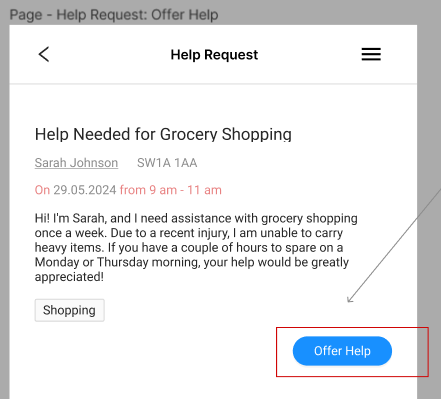 Page - Help Request: Offer Help
Help Request
Help Needed for Grocery Shopping
Sarah Johnson SW1A 1AA
On 29.05.2024 from 9 am - 11 am
Hi! I'm Sarah, and I need assistance with grocery shopping
once a week. Due to a recent injury, I am unable to carry
heavy items. If you have a couple of hours to spare on a
Monday or Thursday morning, your help would be greatly
appreciated!
Shopping
Offer Help